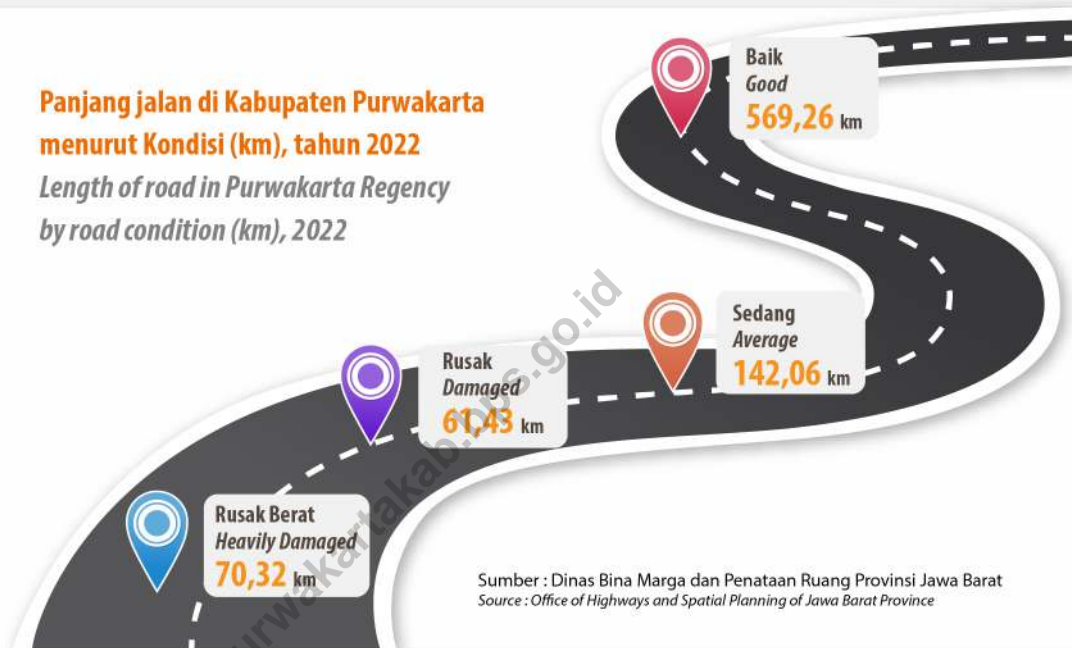 Panjang jalan di Kabupaten Purwakarta
menurut Kondisi (km), tahun 2022
Length of road in Purwakarta Regency
by road condition (km), 2022
Baik
Good
569,26 km
Sedang
Average
142,06 km
Rusak
Damaged
61,43 km
Rusak Berat
Heavily Damaged
70,32 km
Sumber : Dinas Bina Marga dan Penataan Ruang Provinsi Jawa Barat
Source : Office of Highways and Spatial Planning of Jawa Barat Province